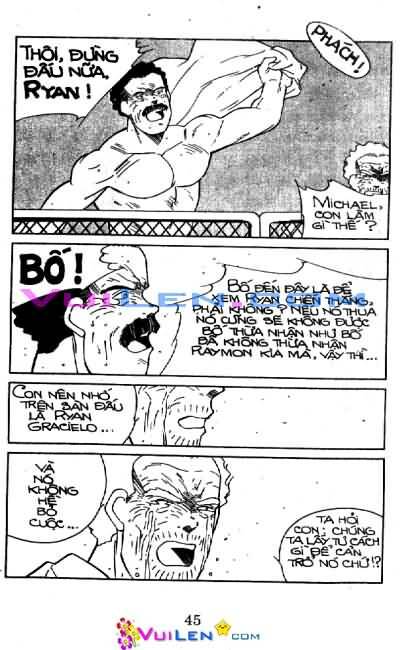 THÔI, ĐỪNG
ĐẤU NỮA,
RYAN!
PHẠCH!
MICHAEL,
CON LÀM
GÌ THẾ?
BỐ!
BỐ ĐẾN ĐÂY LÀ ĐỂ
XEM RYAN CHIẾN THẮNG,
PHẢI KHÔNG? NẾU NÓ THUA
NÓ CŨNG SẼ KHÔNG ĐƯỢC
BỐ THỪA NHẬN NHƯ BỐ
ĐÃ KHÔNG THỪA NHẬN
RAYMON KIA MÀ, VẬY THÌ...
VUILEN.COM
CON NÊN NHỚ
TRÊN SÂN ĐẤU
LÀ RYAN
GRACIELO...
VÀ
NÓ
KHÔNG
HỀ
BỎ
CUỘC...
TA HỎI
CON: CHÚNG
TA LẤY TƯ CÁCH
GÌ ĐỂ CẢN
TRỞ NÓ CHỨ!?
45
VUILEN.COM